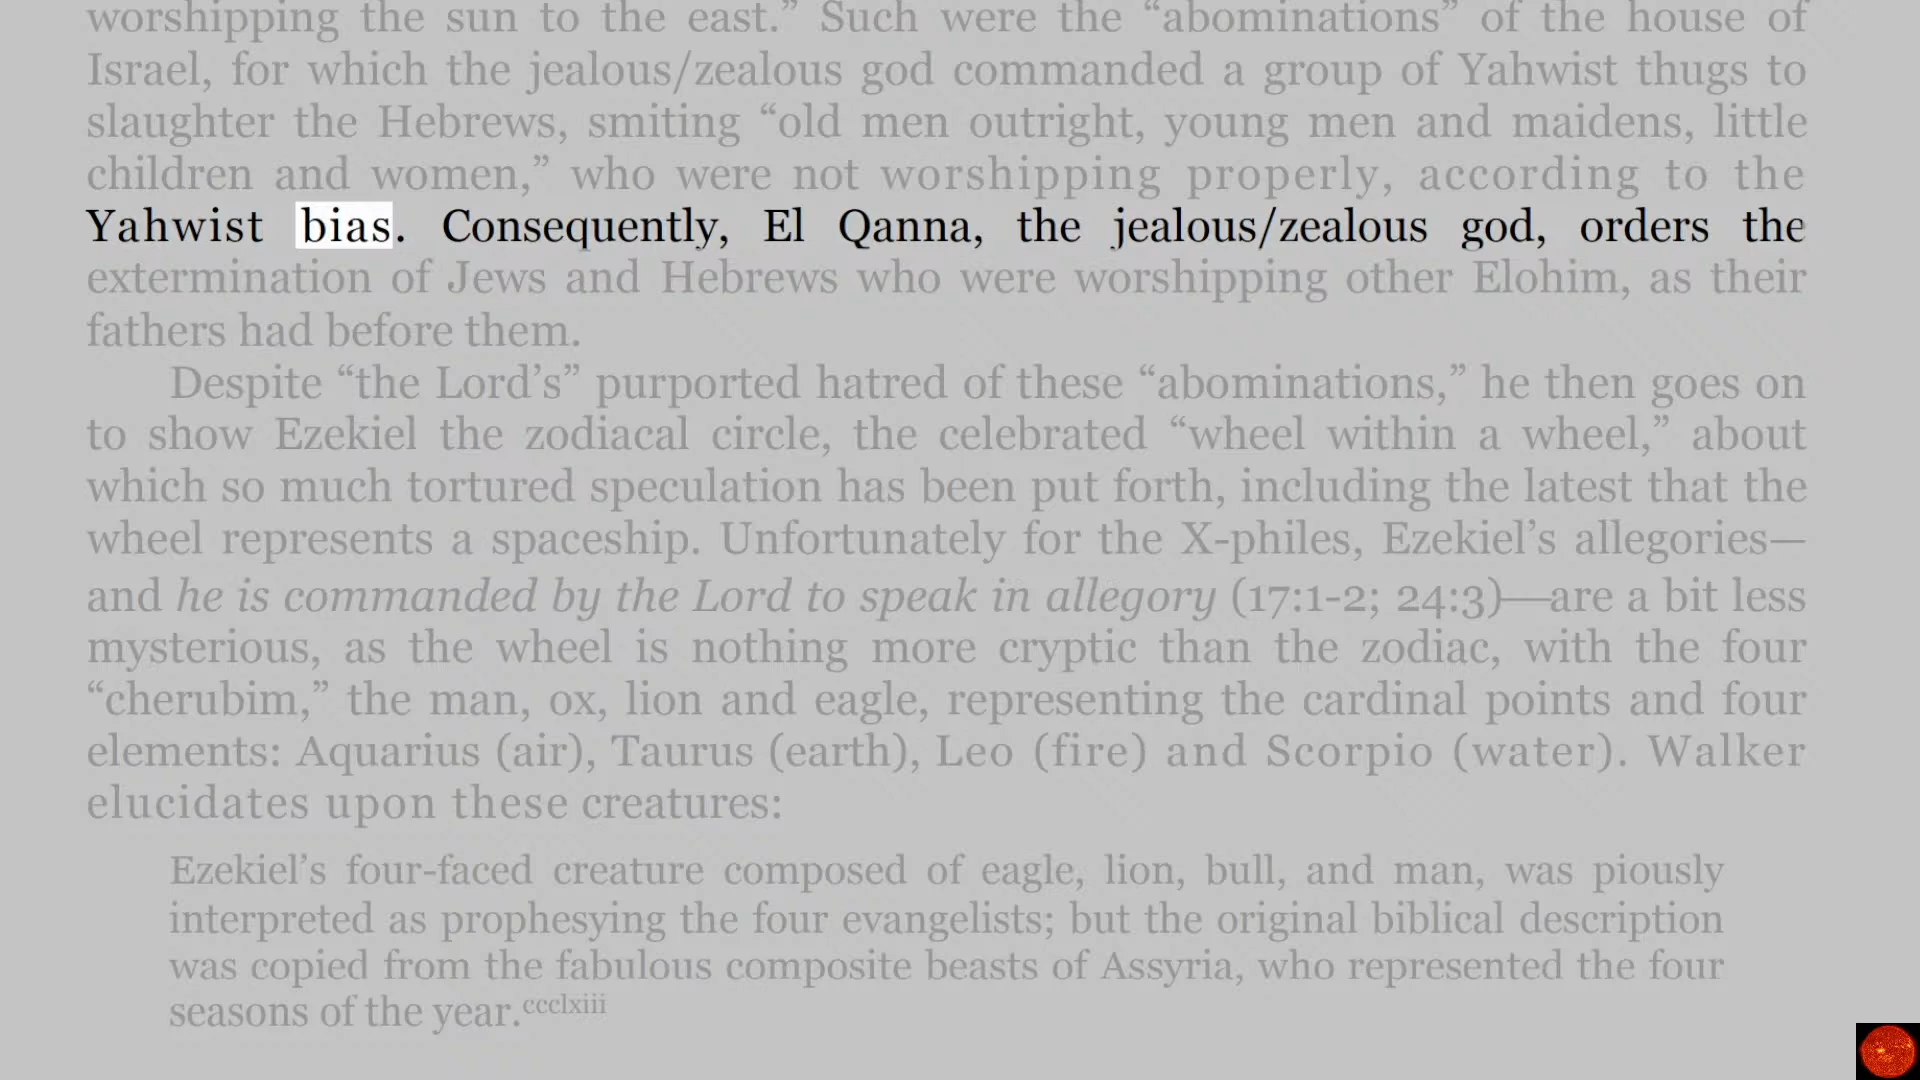 worshipping the sun to the east.” Such were the “abominations” of the house of
Israel, for which the jealous/zealous god commanded a group of Yahwist thugs to
slaughter the Hebrews, smiting “old men outright, young men and maidens, little
children and women,” who were not worshipping properly, according to the
Yahwist bias. Consequently, El Qanna, the jealous/zealous god, orders the
extermination of Jews and Hebrews who were worshipping other Elohim, as their
fathers had before them.
Despite “the Lord’s” purported hatred of these “abominations,” he then goes on
to show Ezekiel the zodiacal circle, the celebrated “wheel within a wheel,” about
which so much tortured speculation has been put forth, including the latest that the
wheel represents a spaceship. Unfortunately for the X-philes, Ezekiel’s allegories—
and he is commanded by the Lord to speak in allegory (17:1-2; 24:3)—are a bit less
mysterious, as the wheel is nothing more cryptic than the zodiac, with the four
“cherubim,” the man, ox, lion and eagle, representing the cardinal points and four
elements: Aquarius (air), Taurus (earth), Leo (fire) and Scorpio (water). Walker
elucidates upon these creatures:
Ezekiel’s four-faced creature composed of eagle, lion, bull, and man, was piously
interpreted as prophesying the four evangelists; but the original biblical description
was copied from the fabulous composite beasts of Assyria, who represented the four
seasons of the year.ccclxiii